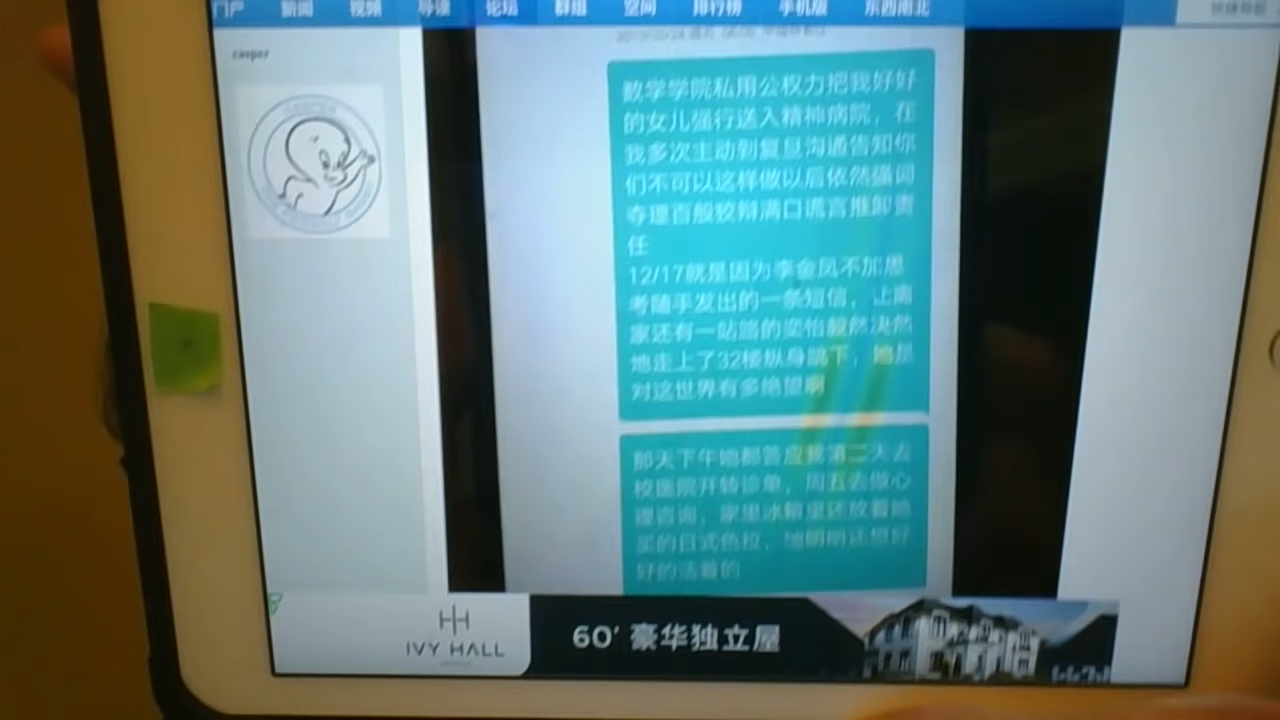 门户 新闻 视频 导读 论坛 群组 空间 排行榜 手机版 东西南北
casper
数学学院私用公权力把我好好
的女儿强行送入精神病院，在
我多次主动到复旦沟通告知你
们不可以这样做以后依然强词
夺理百般狡辩满口谎言推卸责
任
12/17就是因为李金凤不加思
考随手发出的一条短信，让离
家还有一站路的奕怡毅然决然
地走上了32楼纵身跳下，她是
对这世界有多绝望啊
那天下午她都答应我第二天去
校医院开转诊单，周五去做心
理咨询，家里冰箱里还放着她
买的日式色拉，她明明还想好
好的活着的
IVY HALL
60' 豪华独立屋